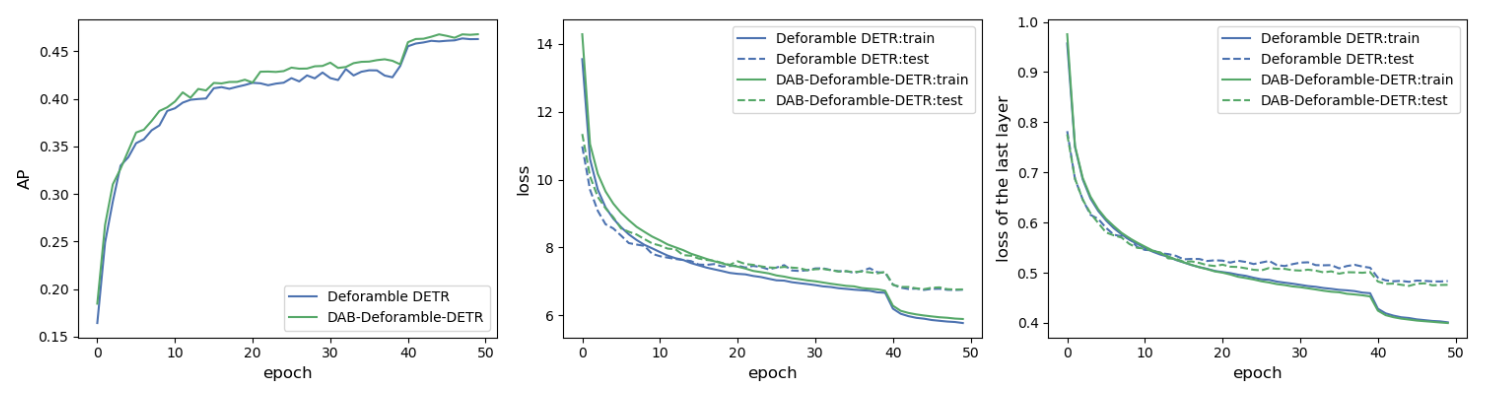 AP
0.45
0.40
0.35
0.30
0.25
0.20
0.15
0 10 20 30 40 50
epoch
Deforamble DETR
DAB-Deforamble-DETR
loss
14
12
10
8
6
0 10 20 30 40 50
epoch
Deforamble DETR:train
Deforamble DETR:test
DAB-Deforamble-DETR:train
DAB-Deforamble-DETR:test
loss of the last layer
1.0
0.9
0.8
0.7
0.6
0.5
0.4
0 10 20 30 40 50
epoch
Deforamble DETR:train
Deforamble DETR:test
DAB-Deforamble-DETR:train
DAB-Deforamble-DETR:test